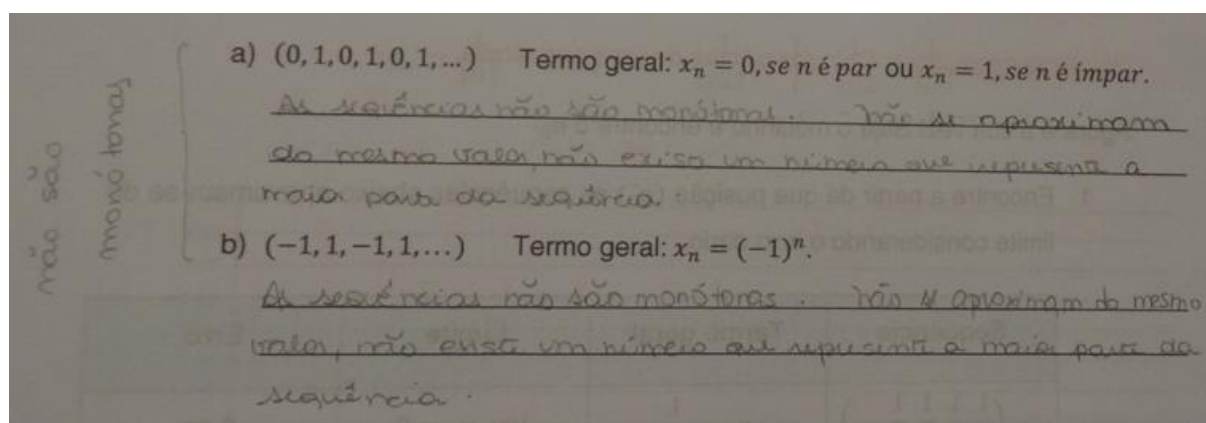 não são
monótonas
a) (0, 1, 0, 1, 0, 1, ...) Termo geral: xₙ = 0, se n é par ou xₙ = 1, se n é ímpar.
As sequências não são monótonas. Não se aproximam
do mesmo valor, não existe um número que represente a
maior parte da sequência.
b) (−1, 1, −1, 1, ...) Termo geral: xₙ = (−1)ⁿ.
As sequências não são monótonas. Não se aproximam do mesmo
valor, não existe um número que represente a maior parte da
sequência.